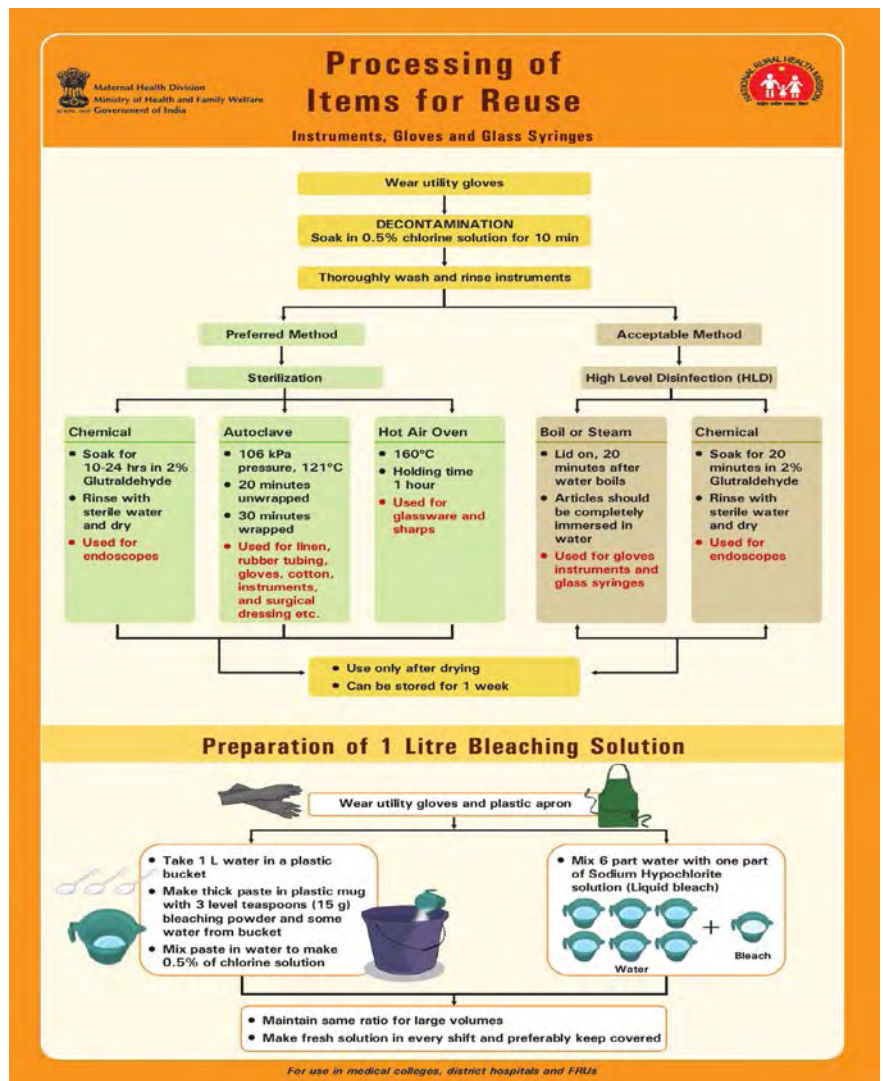 Processing of
Items for Reuse
Maternal Health Division
Ministry of Health and Family Welfare
Government of India
NATIONAL RURAL HEALTH MISSION
Instruments, Gloves and Glass Syringes
Wear utility gloves
DECONTAMINATION
Soak in 0.5% chlorine solution for 10 min
Thoroughly wash and rinse instruments
Preferred Method
Acceptable Method
Sterilization
High Level Disinfection (HLD)
Chemical
• Soak for
10-24 hrs in 2%
Glutraldehyde
• Rinse with
sterile water
and dry
• Used for
endoscopes
Autoclave
• 106 kPa
pressure, 121°C
• 20 minutes
unwrapped
• 30 minutes
wrapped
• Used for linen,
rubber tubing,
gloves, cotton,
instruments,
and surgical
dressing etc.
Hot Air Oven
• 160°C
• Holding time
1 hour
• Used for
glassware and
sharps
Boil or Steam
• Lid on, 20
minutes after
water boils
• Articles should
be completely
immersed in
water
• Used for gloves
instruments and
glass syringes
Chemical
• Soak for 20
minutes in 2%
Glutraldehyde
• Rinse with
sterile water
and dry
• Used for
endoscopes
• Use only after drying
• Can be stored for 1 week
Preparation of 1 Litre Bleaching Solution
Wear utility gloves and plastic apron
• Take 1 L water in a plastic
bucket
• Make thick paste in plastic mug
with 3 level teaspoons (15 g)
bleaching powder and some
water from bucket
• Mix paste in water to make
0.5% of chlorine solution
• Mix 6 part water with one part
of Sodium Hypochlorite
solution (Liquid bleach)
+
Water
Bleach
• Maintain same ratio for large volumes
• Make fresh solution in every shift and preferably keep covered
For use in medical colleges, district hospitals and FRUs